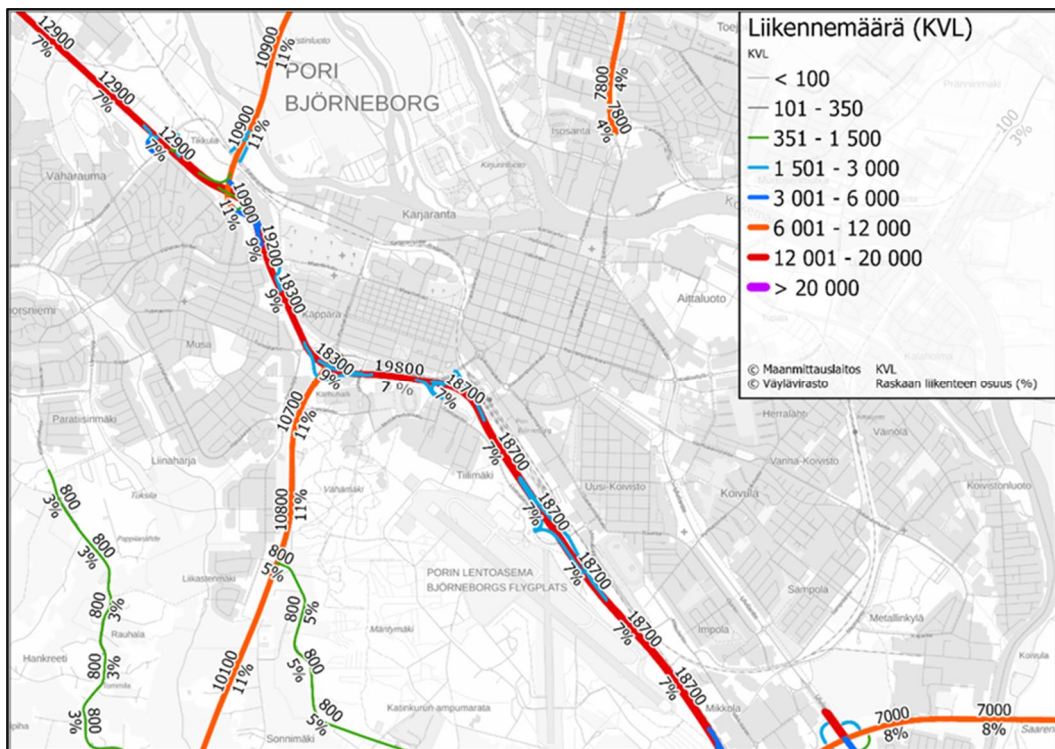 Liikennemäärä (KVL)
KVL
< 100
101 - 350
351 - 1 500
1 501 - 3 000
3 001 - 6 000
6 001 - 12 000
12 001 - 20 000
> 20 000
© Maanmittauslaitos KVL
© Väylävirasto Raskaan liikenteen osuus (%)
12900
7%
12900
7%
12900
7%
10900
11%
10900
11%
10900
11%
7800
4%
7800
4%
100
3%
PORI
BJÖRNEBORG
Isosanta
Tikkula
Vähärauma
Karjaranta
Aittaluoto
19200
9%
18300
9%
Kappara
Musa
18300
9%
19800
7 %
18700
7%
10700
11%
Paratiisinmäki
Liinaharja
Tuksila
Vähämäki
Tiilimäki
18700
7%
Uusi-Koivisto
Herralahti
Väinölä
Vanha-Koivisto
Koivula
Koivistonluoto
800
3%
800
3%
10800
11%
18700
7%
18700
7%
800
5%
PORIN LENTOASEMA
BJÖRNEBORGS FLYGPLATS
Liikastenmäki
Sampola
Metallinkylä
800
3%
800
5%
Mäntymäki
Impola
18700
7%
Rauhala
Hankreeti
800
3%
800
5%
Koivula
18700
7%
10100
11%
Katinkurun ampumarata
Mikkola
800
3%
800
5%
Sonnimäki
7000
8%
7000
8%